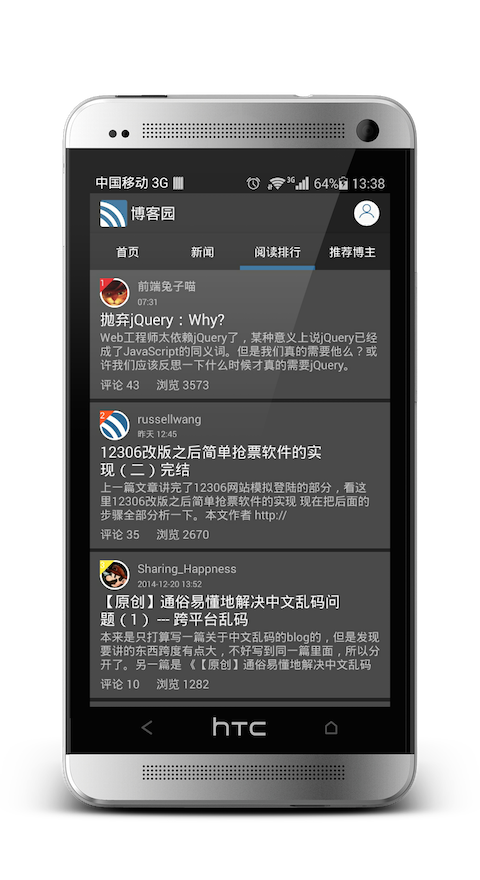 中国移动 3G
3G
64%
13:38
博客园
首页
新闻
阅读排行
推荐博主
1
前端兔子喵
07:31
抛弃jQuery：Why?
Web工程师太依赖jQuery了，某种意义上说jQuery已经
成了JavaScript的同义词。但是我们真的需要他么？或
许我们应该反思一下什么时候才真的需要jQuery。
评论 43 浏览 3573
2
russellwang
昨天 12:45
12306改版之后简单抢票软件的实
现（二）完结
上一篇文章讲完了12306网站模拟登陆的部分，看这
里12306改版之后简单抢票软件的实现 现在把后面的
步骤全部分析一下。本文作者 http://
评论 35 浏览 2670
Sharing_Happness
2014-12-20 13:52
【原创】通俗易懂地解决中文乱码问
题（1）--- 跨平台乱码
本来是只打算写一篇关于中文乱码的blog的，但是发现
要讲的东西跨度有点大，不好写到同一篇里面，所以分
开了。另一篇是《【原创】通俗易懂地解决中文乱码
评论 10 浏览 1282
hTC